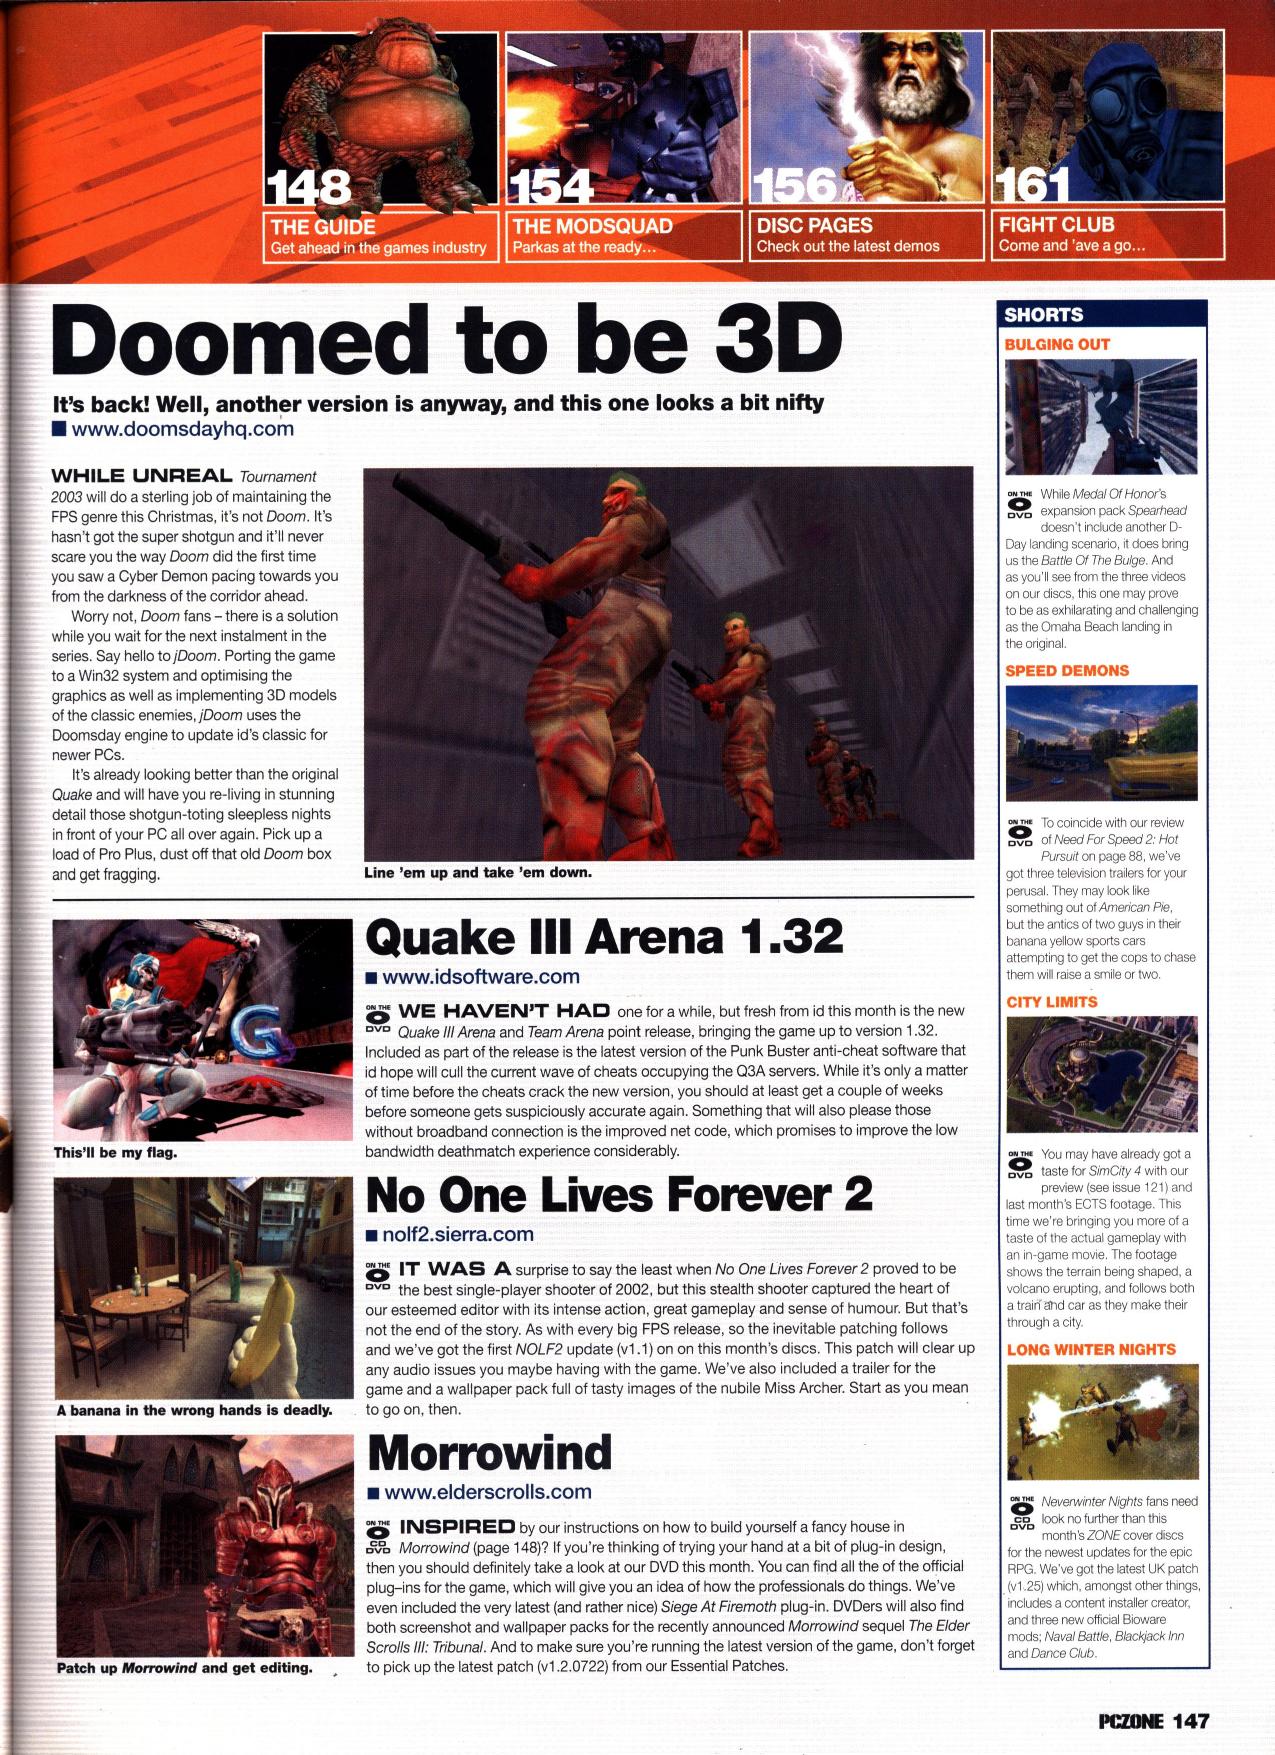 148
THE GUIDE
Get ahead in the games industry
154
THE MODSQUAD
Parkas at the ready...
156
DISC PAGES
Check out the latest demos
161
FIGHT CLUB
Come and 'ave a go...
Doomed to be 3D
It's back! Well, another version is anyway, and this one looks a bit nifty
■ www.doomsdayhq.com
WHILE UNREAL Tournament
2003 will do a sterling job of maintaining the
FPS genre this Christmas, it's not Doom. It's
hasn't got the super shotgun and it'll never
scare you the way Doom did the first time
you saw a Cyber Demon pacing towards you
from the darkness of the corridor ahead.
Worry not, Doom fans – there is a solution
while you wait for the next instalment in the
series. Say hello to jDoom. Porting the game
to a Win32 system and optimising the
graphics as well as implementing 3D models
of the classic enemies, jDoom uses the
Doomsday engine to update id's classic for
newer PCs.
It's already looking better than the original
Quake and will have you re-living in stunning
detail those shotgun-toting sleepless nights
in front of your PC all over again. Pick up a
load of Pro Plus, dust off that old Doom box
and get fragging.
Line 'em up and take 'em down.
This'll be my flag.
Quake III Arena 1.32
■ www.idsoftware.com
ON THE DVD
WE HAVEN'T HAD one for a while, but fresh from id this month is the new
Quake III Arena and Team Arena point release, bringing the game up to version 1.32.
Included as part of the release is the latest version of the Punk Buster anti-cheat software that
id hope will cull the current wave of cheats occupying the Q3A servers. While it's only a matter
of time before the cheats crack the new version, you should at least get a couple of weeks
before someone gets suspiciously accurate again. Something that will also please those
without broadband connection is the improved net code, which promises to improve the low
bandwidth deathmatch experience considerably.
A banana in the wrong hands is deadly.
No One Lives Forever 2
■ nolf2.sierra.com
ON THE DVD
IT WAS A surprise to say the least when No One Lives Forever 2 proved to be
the best single-player shooter of 2002, but this stealth shooter captured the heart of
our esteemed editor with its intense action, great gameplay and sense of humour. But that's
not the end of the story. As with every big FPS release, so the inevitable patching follows
and we've got the first NOLF2 update (v1.1) on on this month's discs. This patch will clear up
any audio issues you maybe having with the game. We've also included a trailer for the
game and a wallpaper pack full of tasty images of the nubile Miss Archer. Start as you mean
to go on, then.
Patch up Morrowind and get editing.
Morrowind
■ www.elderscrolls.com
ON THE CD DVD
INSPIRED by our instructions on how to build yourself a fancy house in
Morrowind (page 148)? If you're thinking of trying your hand at a bit of plug-in design,
then you should definitely take a look at our DVD this month. You can find all the of the official
plug–ins for the game, which will give you an idea of how the professionals do things. We've
even included the very latest (and rather nice) Siege At Firemoth plug-in. DVDers will also find
both screenshot and wallpaper packs for the recently announced Morrowind sequel The Elder
Scrolls III: Tribunal. And to make sure you're running the latest version of the game, don't forget
to pick up the latest patch (v1.2.0722) from our Essential Patches.
SHORTS
BULGING OUT
ON THE DVD
While Medal Of Honor's
expansion pack Spearhead
doesn't include another D-
Day landing scenario, it does bring
us the Battle Of The Bulge. And
as you'll see from the three videos
on our discs, this one may prove
to be as exhilarating and challenging
as the Omaha Beach landing in
the original.
SPEED DEMONS
ON THE DVD
To coincide with our review
of Need For Speed 2: Hot
Pursuit on page 88, we've
got three television trailers for your
perusal. They may look like
something out of American Pie,
but the antics of two guys in their
banana yellow sports cars
attempting to get the cops to chase
them will raise a smile or two.
CITY LIMITS
ON THE DVD
You may have already got a
taste for SimCity 4 with our
preview (see issue 121) and
last month's ECTS footage. This
time we're bringing you more of a
taste of the actual gameplay with
an in-game movie. The footage
shows the terrain being shaped, a
volcano erupting, and follows both
a train and car as they make their
through a city.
LONG WINTER NIGHTS
ON THE CD DVD
Neverwinter Nights fans need
look no further than this
month's ZONE cover discs
for the newest updates for the epic
RPG. We've got the latest UK patch
(v1.25) which, amongst other things,
includes a content installer creator,
and three new official Bioware
mods; Naval Battle, Blackjack Inn
and Dance Club.
PCZONE 147